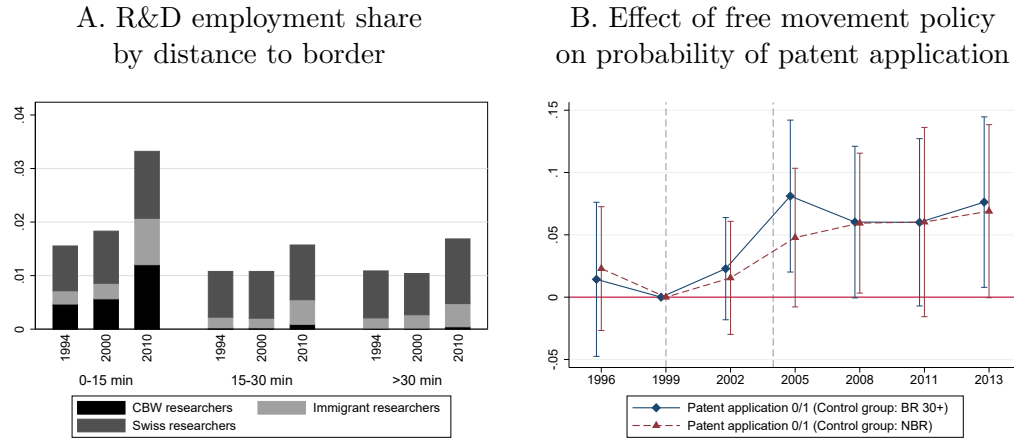 A. R&D employment share
by distance to border
.04
.03
.02
.01
0
1994
2000
2010
1994
2000
2010
1994
2000
2010
0-15 min
15-30 min
>30 min
CBW researchers
Immigrant researchers
Swiss researchers
B. Effect of free movement policy
on probability of patent application
.15
.1
.05
0
-.05
1996
1999
2002
2005
2008
2011
2013
Patent application 0/1 (Control group: BR 30+)
Patent application 0/1 (Control group: NBR)